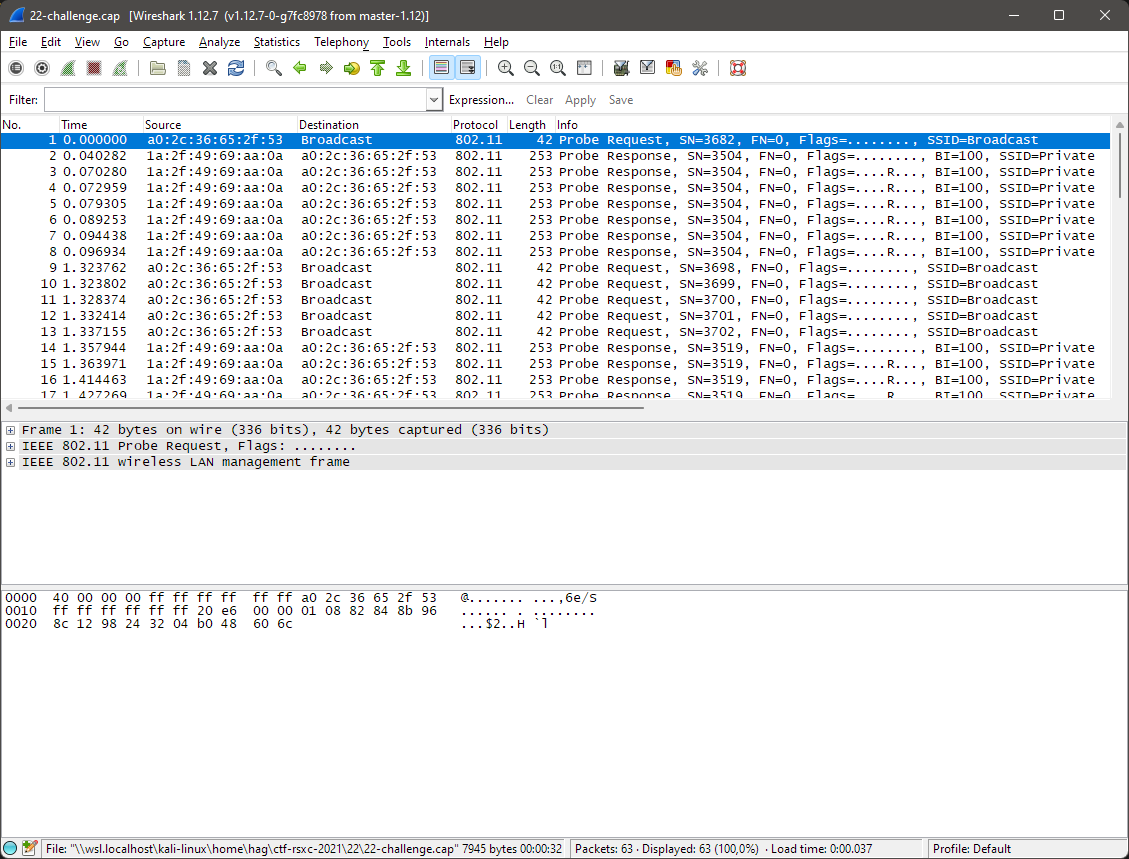 22-challenge.cap [Wireshark 1.12.7 (v1.12.7-0-g7fc8978 from master-1.12)]
File Edit View Go Capture Analyze Statistics Telephony Tools Internals Help
Filter: Expression... Clear Apply Save
No. Time Source Destination Protocol Length Info
1 0.000000 a0:2c:36:65:2f:53 Broadcast 802.11 42 Probe Request, SN=3682, FN=0, Flags=........, SSID=Broadcast
2 0.040282 1a:2f:49:69:aa:0a a0:2c:36:65:2f:53 802.11 253 Probe Response, SN=3504, FN=0, Flags=........, BI=100, SSID=Private
3 0.070280 1a:2f:49:69:aa:0a a0:2c:36:65:2f:53 802.11 253 Probe Response, SN=3504, FN=0, Flags=....R..., BI=100, SSID=Private
4 0.072959 1a:2f:49:69:aa:0a a0:2c:36:65:2f:53 802.11 253 Probe Response, SN=3504, FN=0, Flags=....R..., BI=100, SSID=Private
5 0.079305 1a:2f:49:69:aa:0a a0:2c:36:65:2f:53 802.11 253 Probe Response, SN=3504, FN=0, Flags=....R..., BI=100, SSID=Private
6 0.089253 1a:2f:49:69:aa:0a a0:2c:36:65:2f:53 802.11 253 Probe Response, SN=3504, FN=0, Flags=....R..., BI=100, SSID=Private
7 0.094438 1a:2f:49:69:aa:0a a0:2c:36:65:2f:53 802.11 253 Probe Response, SN=3504, FN=0, Flags=....R..., BI=100, SSID=Private
8 0.096934 1a:2f:49:69:aa:0a a0:2c:36:65:2f:53 802.11 253 Probe Response, SN=3504, FN=0, Flags=....R..., BI=100, SSID=Private
9 1.323762 a0:2c:36:65:2f:53 Broadcast 802.11 42 Probe Request, SN=3698, FN=0, Flags=........, SSID=Broadcast
10 1.323802 a0:2c:36:65:2f:53 Broadcast 802.11 42 Probe Request, SN=3699, FN=0, Flags=........, SSID=Broadcast
11 1.328374 a0:2c:36:65:2f:53 Broadcast 802.11 42 Probe Request, SN=3700, FN=0, Flags=........, SSID=Broadcast
12 1.332414 a0:2c:36:65:2f:53 Broadcast 802.11 42 Probe Request, SN=3701, FN=0, Flags=........, SSID=Broadcast
13 1.337155 a0:2c:36:65:2f:53 Broadcast 802.11 42 Probe Request, SN=3702, FN=0, Flags=........, SSID=Broadcast
14 1.357944 1a:2f:49:69:aa:0a a0:2c:36:65:2f:53 802.11 253 Probe Response, SN=3519, FN=0, Flags=........, BI=100, SSID=Private
15 1.363971 1a:2f:49:69:aa:0a a0:2c:36:65:2f:53 802.11 253 Probe Response, SN=3519, FN=0, Flags=....R..., BI=100, SSID=Private
16 1.414463 1a:2f:49:69:aa:0a a0:2c:36:65:2f:53 802.11 253 Probe Response, SN=3519, FN=0, Flags=....R..., BI=100, SSID=Private
17 1.427269 1a:2f:49:69:aa:0a a0:2c:36:65:2f:53 802.11 253 Probe Response, SN=3519, FN=0, Flags=....R..., BI=100, SSID=Private
Frame 1: 42 bytes on wire (336 bits), 42 bytes captured (336 bits)
IEEE 802.11 Probe Request, Flags: ........
IEEE 802.11 wireless LAN management frame
0000 40 00 00 00 ff ff ff ff ff ff a0 2c 36 65 2f 53 @....... ...,6e/S
0010 ff ff ff ff ff ff 20 e6 00 00 01 08 82 84 8b 96 ...... . ........
0020 8c 12 98 24 32 04 b0 48 60 6c ...$2..H `l
File: "\\wsl.localhost\kali-linux\home\hag\ctf-rsxc-2021\22\22-challenge.cap" 7945 bytes 00:00:32 Packets: 63 · Displayed: 63 (100,0%) · Load time: 0:00.037 Profile: Default